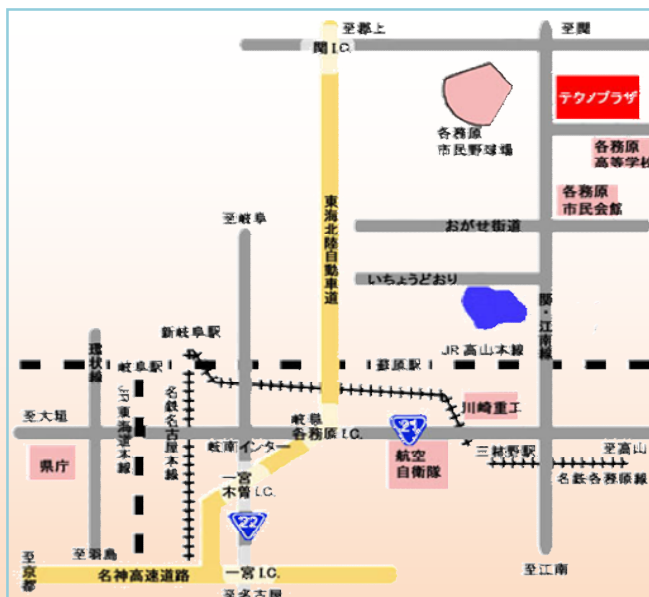 至郡上
至関
関I.C.
テクノプラザ
各務原
市民野球場
各務原
高等学校
各務原
市民会館
至岐阜
おがせ街道
東海北陸自動車道
いちょうどおり
関・江南線
新岐阜駅
JR高山本線
環状線
岐阜駅
蘇原駅
JR東海道本線
名鉄名古屋本線
川崎重工
至大垣
岐阜
各務原I.C.
21
岐南インター
三柿野駅
至高山
県庁
航空
自衛隊
名鉄各務原線
一宮
木曽I.C.
22
至羽島
至京都
名神高速道路
一宮I.C.
至江南
至名古屋